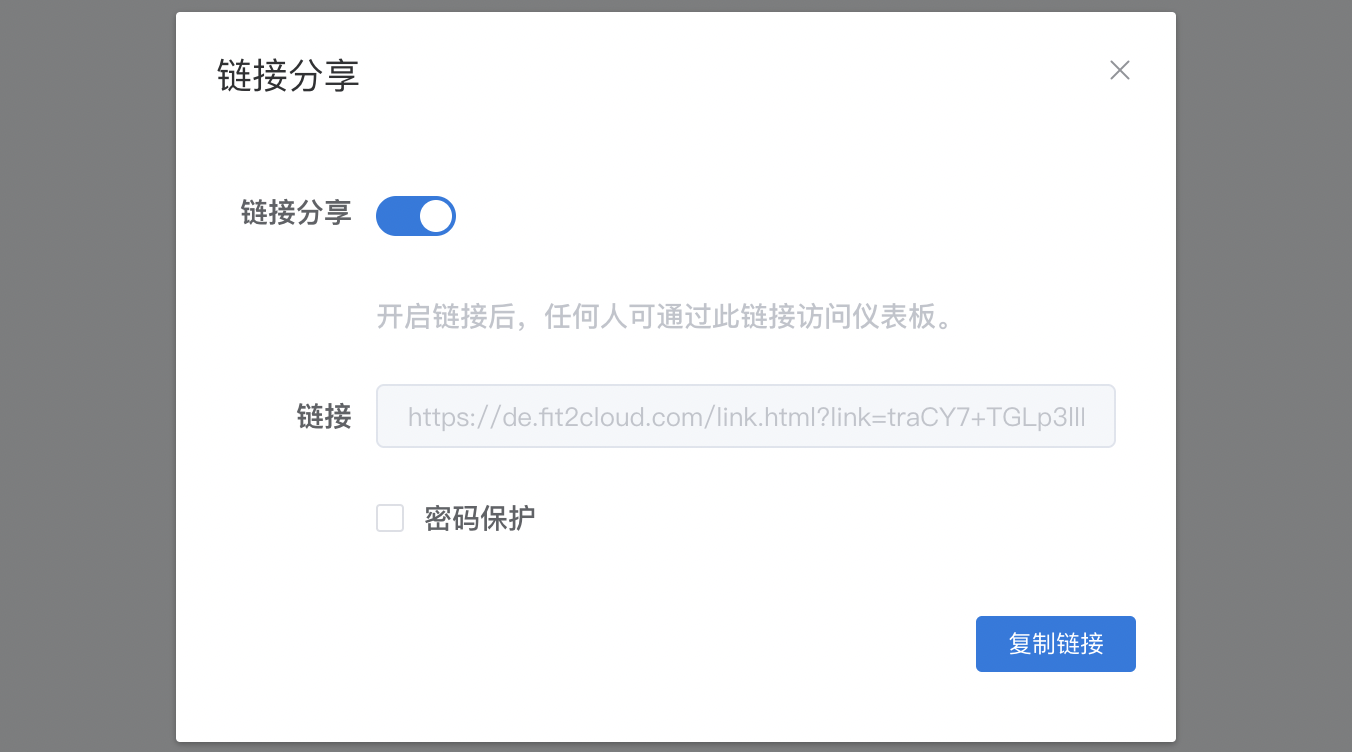 链接分享
链接分享
开启链接后，任何人可通过此链接访问仪表板。
链接
https://de.fit2cloud.com/link.html?link=traCY7+TGLp3lll
密码保护
复制链接